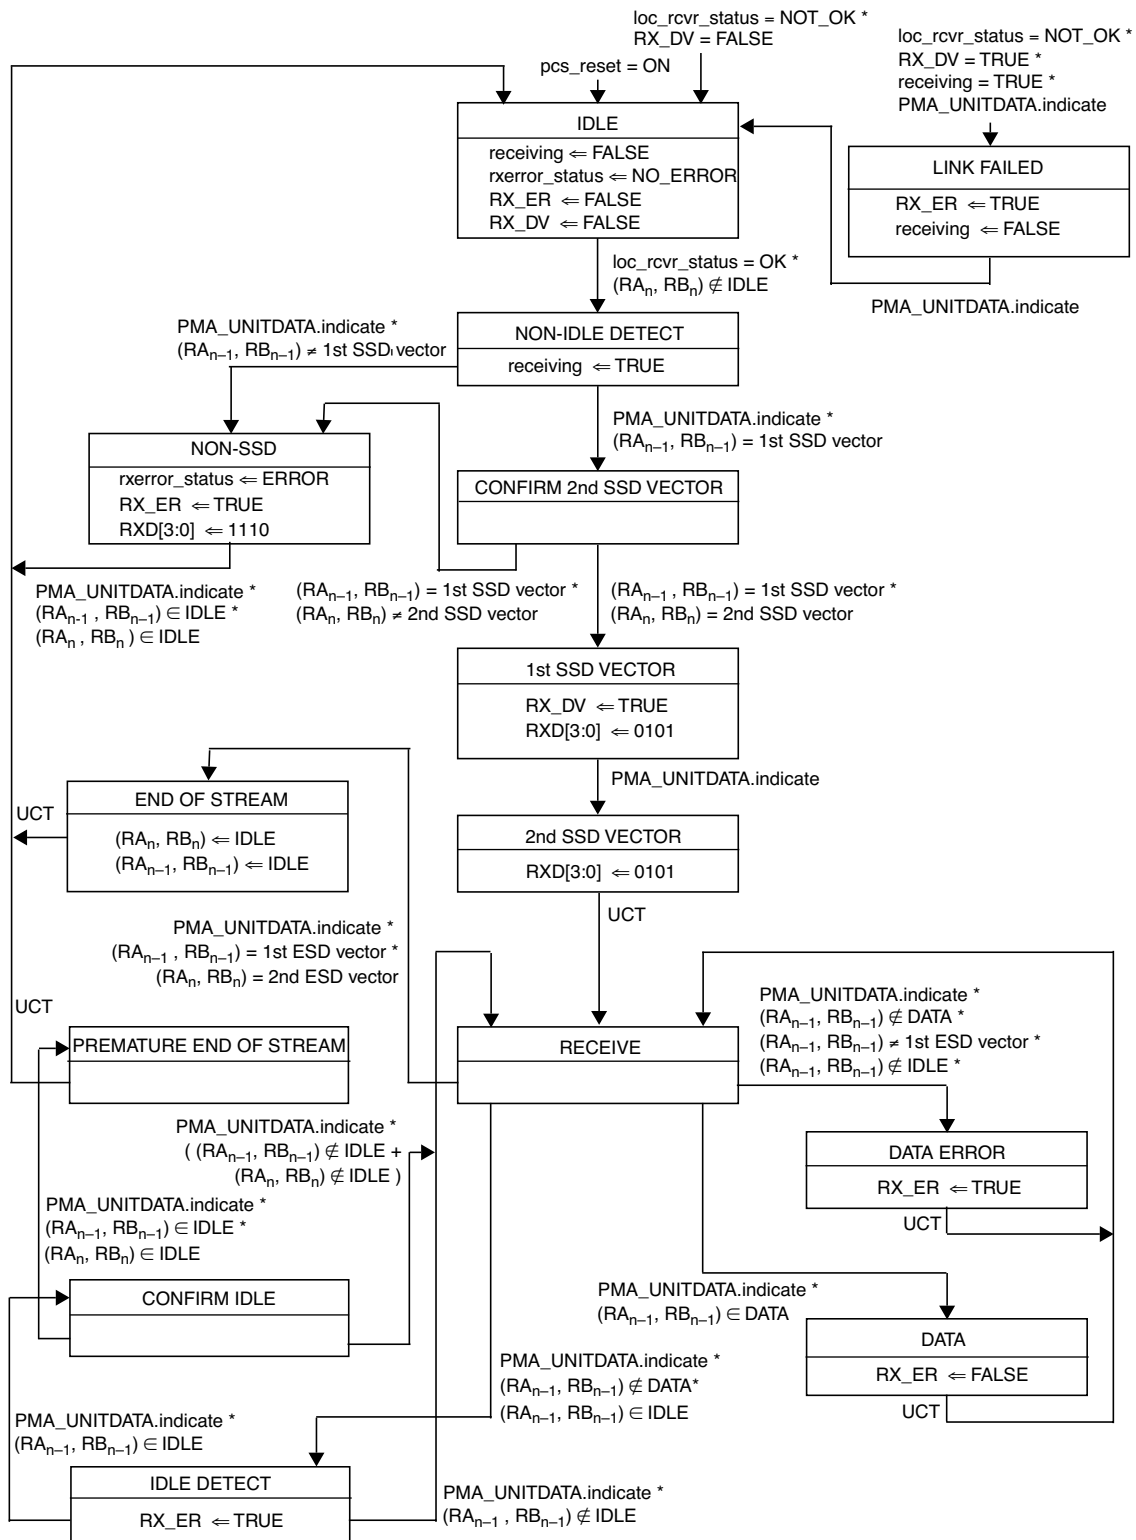 loc_rcvr_status = NOT_OK *
RX_DV = FALSE
pcs_reset = ON
loc_rcvr_status = NOT_OK *
RX_DV = TRUE *
receiving = TRUE *
PMA_UNITDATA.indicate
IDLE
receiving ⇐ FALSE
rxerror_status ⇐ NO_ERROR
RX_ER ⇐ FALSE
RX_DV ⇐ FALSE
LINK FAILED
RX_ER ⇐ TRUE
receiving ⇐ FALSE
PMA_UNITDATA.indicate
loc_rcvr_status = OK *
(RAn, RBn) ∉ IDLE
NON-IDLE DETECT
receiving ⇐ TRUE
PMA_UNITDATA.indicate *
(RAn–1, RBn–1) ≠ 1st SSD vector
PMA_UNITDATA.indicate *
(RAn–1, RBn–1) = 1st SSD vector
NON-SSD
rxerror_status ⇐ ERROR
RX_ER ⇐ TRUE
RXD[3:0] ⇐ 1110
CONFIRM 2nd SSD VECTOR
PMA_UNITDATA.indicate *
(RAn-1 , RBn–1) ∈ IDLE *
(RAn , RBn ) ∈ IDLE
(RAn–1, RBn–1) = 1st SSD vector *
(RAn, RBn) ≠ 2nd SSD vector
(RAn–1 , RBn–1) = 1st SSD vector *
(RAn, RBn) = 2nd SSD vector
1st SSD VECTOR
RX_DV ⇐ TRUE
RXD[3:0] ⇐ 0101
PMA_UNITDATA.indicate
END OF STREAM
(RAn, RBn) ⇐ IDLE
(RAn–1, RBn–1) ⇐ IDLE
UCT
2nd SSD VECTOR
RXD[3:0] ⇐ 0101
UCT
PMA_UNITDATA.indicate *
(RAn–1 , RBn–1) = 1st ESD vector *
(RAn, RBn) = 2nd ESD vector
UCT
PREMATURE END OF STREAM
RECEIVE
PMA_UNITDATA.indicate *
(RAn–1, RBn–1) ∉ DATA *
(RAn–1, RBn–1) ≠ 1st ESD vector *
(RAn–1, RBn–1) ∉ IDLE *
PMA_UNITDATA.indicate *
( (RAn–1, RBn–1) ∉ IDLE +
(RAn, RBn) ∉ IDLE )
DATA ERROR
RX_ER ⇐ TRUE
UCT
PMA_UNITDATA.indicate *
(RAn–1, RBn–1) ∈ IDLE *
(RAn, RBn) ∈ IDLE
CONFIRM IDLE
PMA_UNITDATA.indicate *
(RAn–1, RBn–1) ∈ DATA
DATA
RX_ER ⇐ FALSE
UCT
PMA_UNITDATA.indicate *
(RAn–1, RBn–1) ∉ DATA*
(RAn–1, RBn–1) ∈ IDLE
PMA_UNITDATA.indicate *
(RAn–1, RBn–1) ∈ IDLE
IDLE DETECT
RX_ER ⇐ TRUE
PMA_UNITDATA.indicate *
(RAn–1 , RBn–1) ∉ IDLE